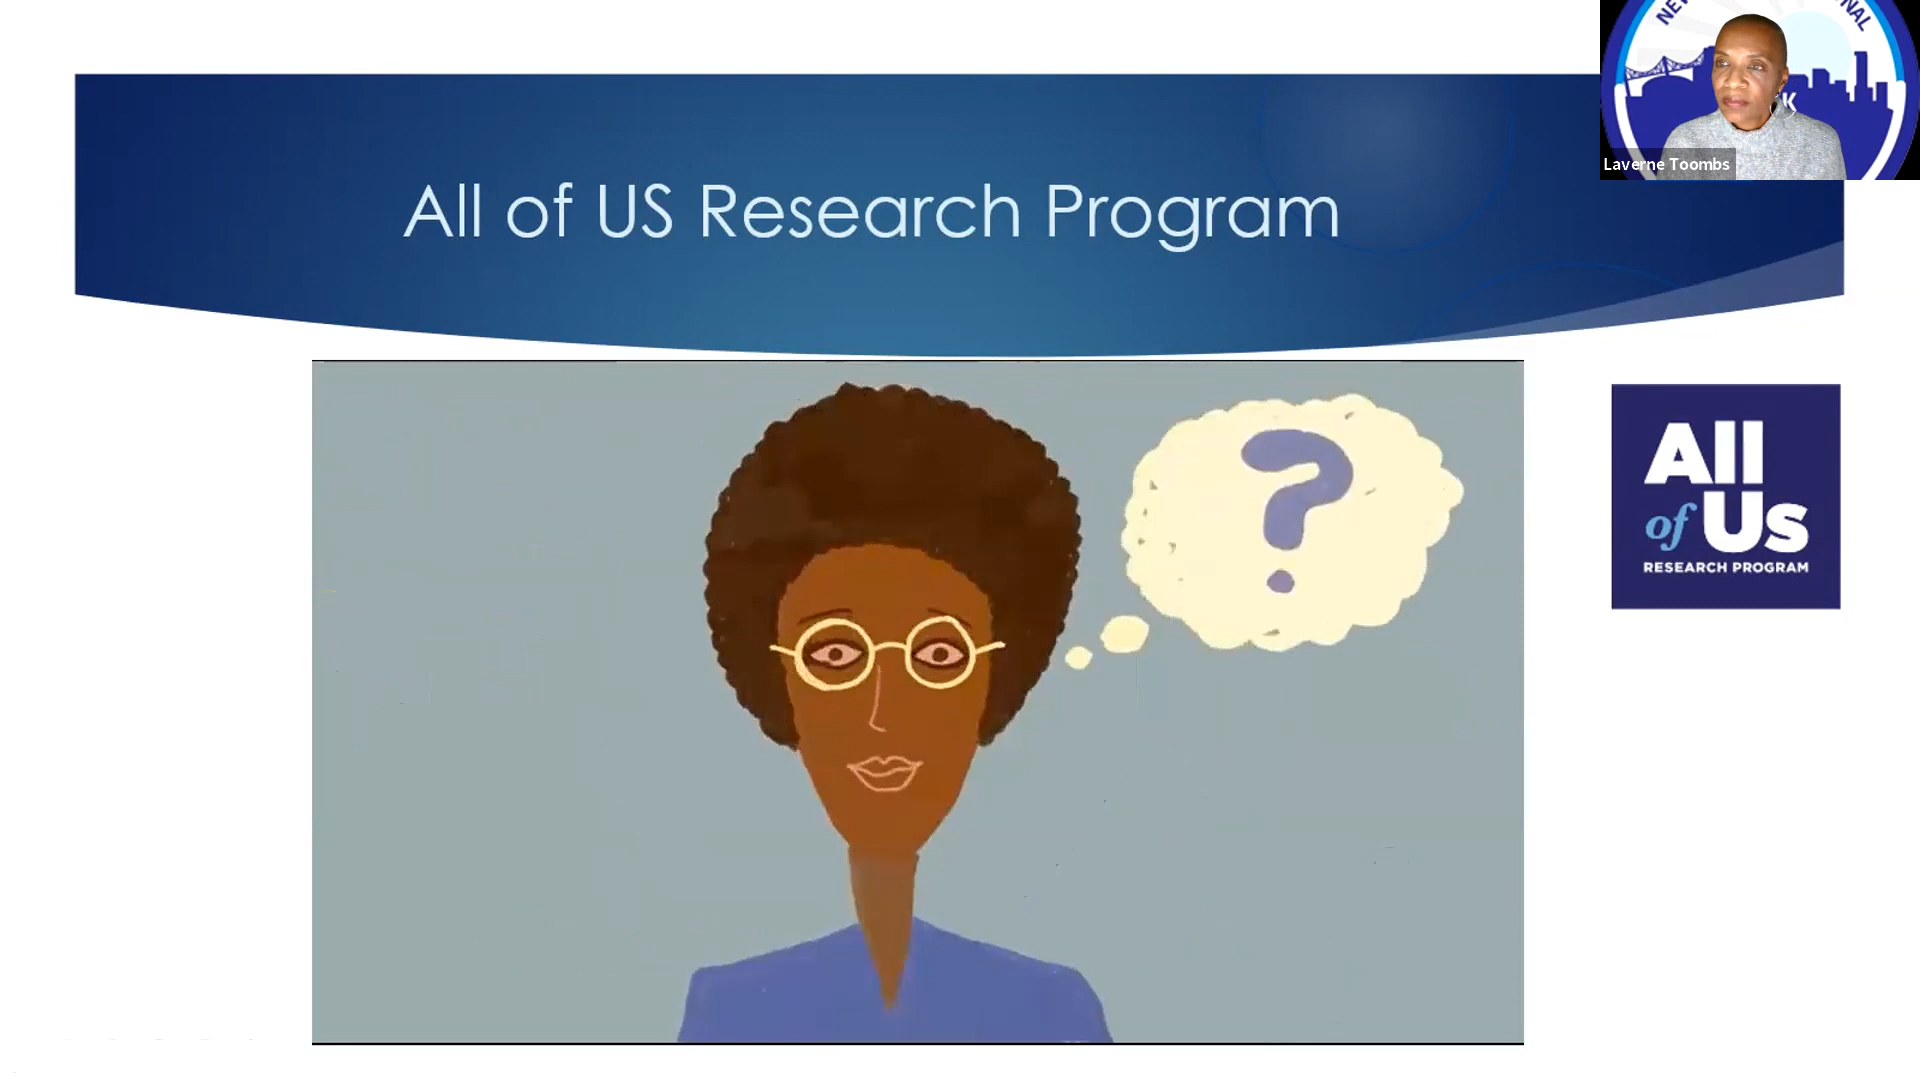 All of US Research Program
Laverne Toombs
All
of Us
RESEARCH PROGRAM
?